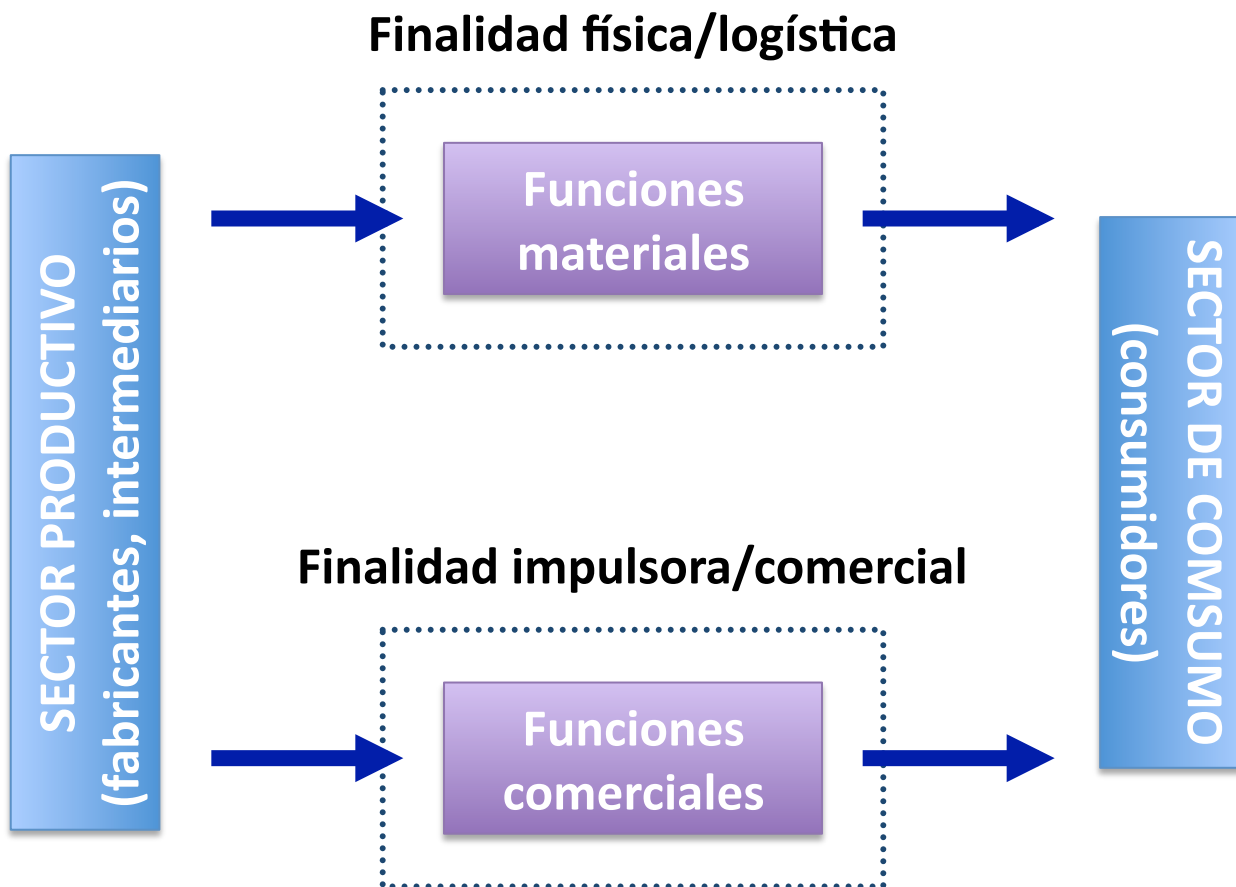 Finalidad física/logística
SECTOR PRODUCTIVO
(fabricantes, intermediarios)
Funciones
materiales
SECTOR DE COMSUMO
(consumidores)
Finalidad impulsora/comercial
Funciones
comerciales